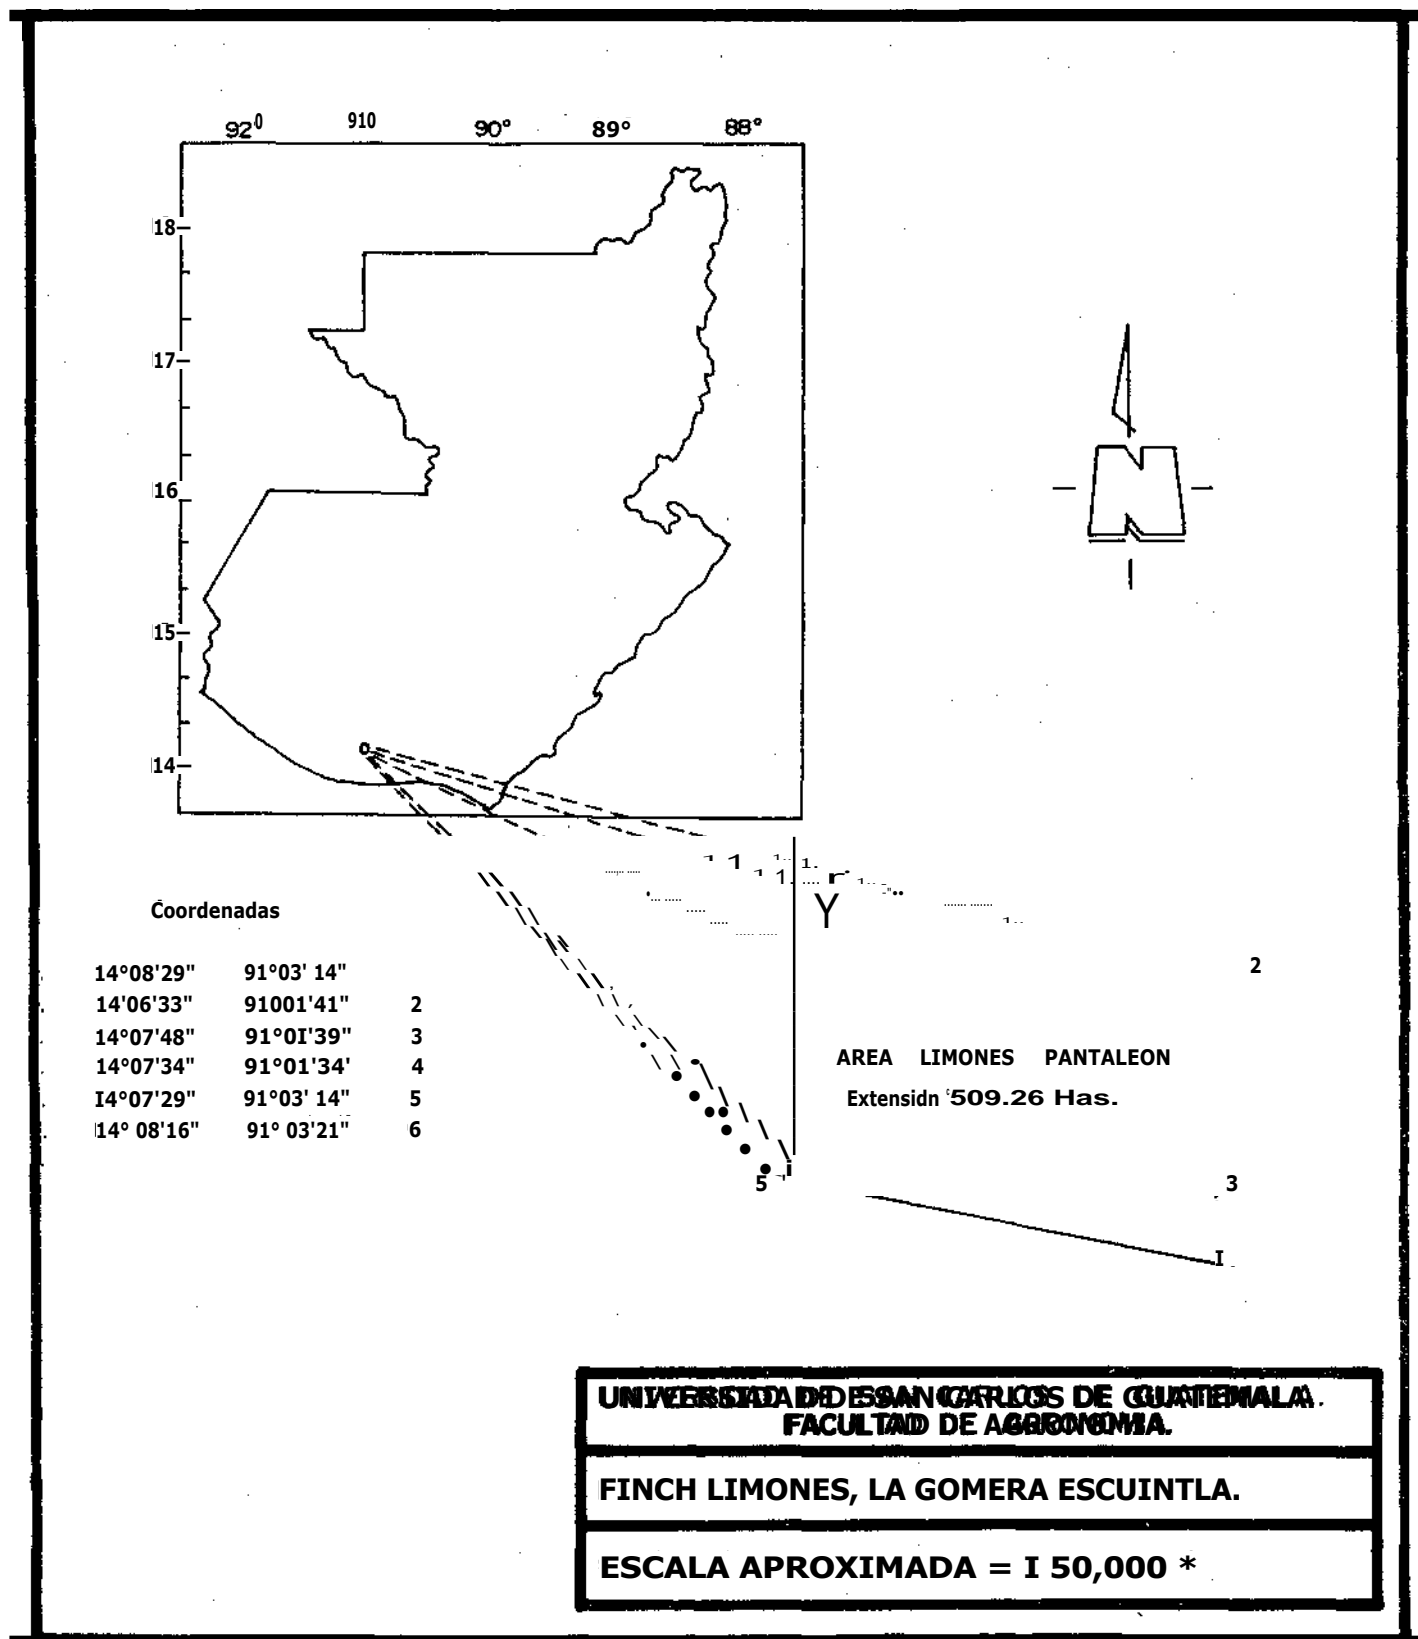 92⁰ 910 90° 89° 88°
18
17
16
15
14
N
Y
Coordenadas
14°08'29" 91°03' 14"
14'06'33" 91001'41" 2
14°07'48" 91°0I'39" 3
14°07'34" 91°01'34' 4
I4°07'29" 91°03' 14" 5
14° 08'16" 91° 03'21" 6
2
AREA LIMONES PANTALEON
Extensidn '509.26 Has.
i
5
3
I
UNIVERSIDAD DE SAN CARLOS DE GUATEMALA.
FACULTAD DE AGRONOMIA.
FINCH LIMONES, LA GOMERA ESCUINTLA.
ESCALA APROXIMADA = I 50,000 *